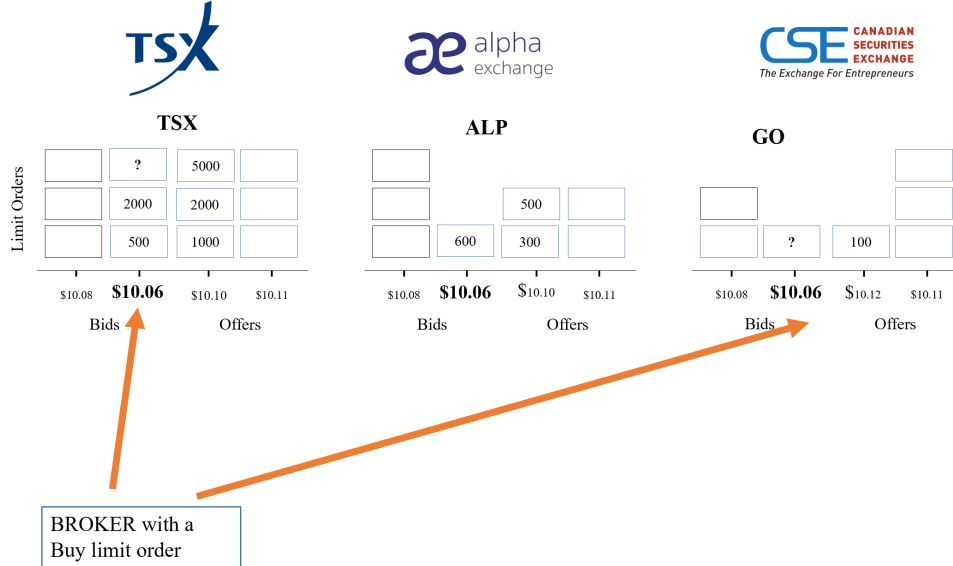 TSX
alpha
exchange
CSE
CANADIAN
SECURITIES
EXCHANGE
The Exchange For Entrepreneurs
TSX
ALP
GO
Limit Orders
? 5000
2000 2000
500 1000
$10.08 $10.06 $10.10 $10.11
Bids Offers
500
600 300
$10.08 $10.06 $10.10 $10.11
Bids Offers
? 100
$10.08 $10.06 $10.12 $10.11
Bids Offers
BROKER with a
Buy limit order